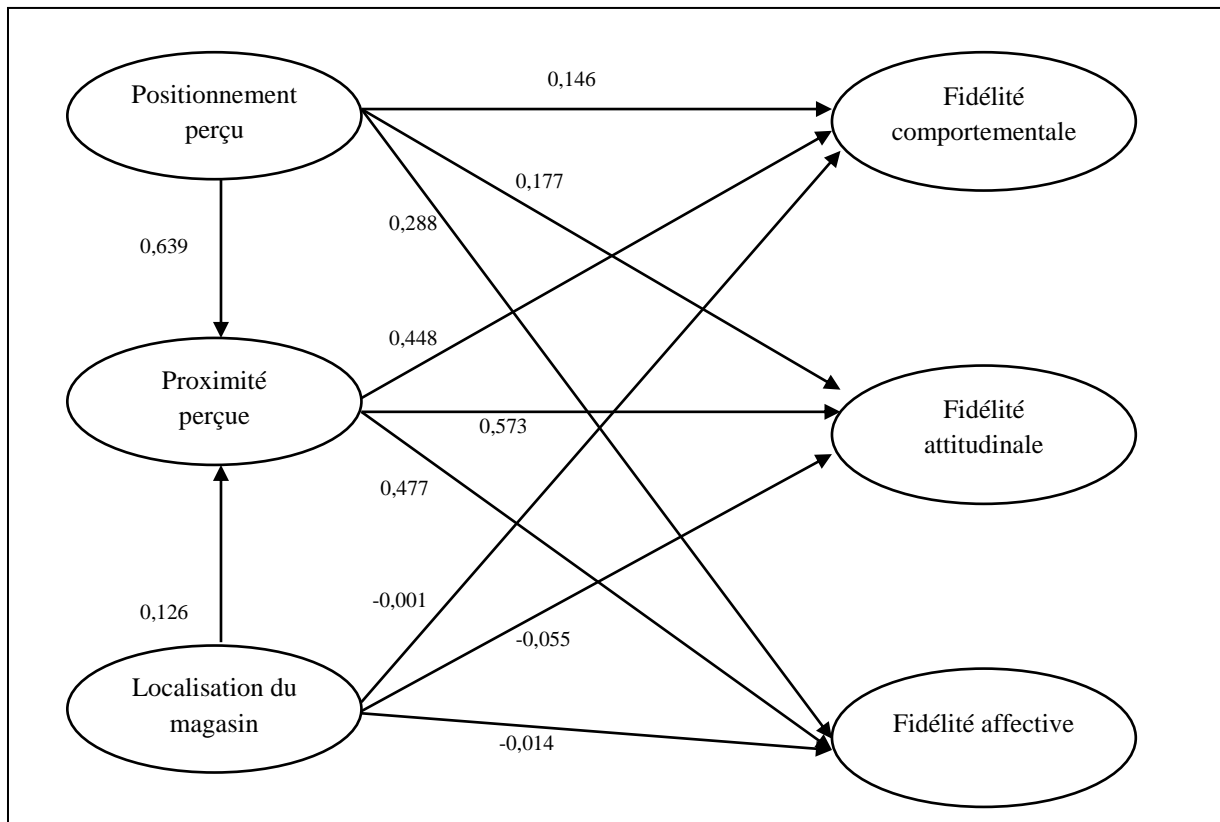 Positionnement
perçu
0,146
Fidélité
comportementale
0,177
0,288
0,639
0,448
Proximité
perçue
0,573
Fidélité
attitudinale
0,477
0,126
-0,001
-0,055
Localisation du
magasin
-0,014
Fidélité affective